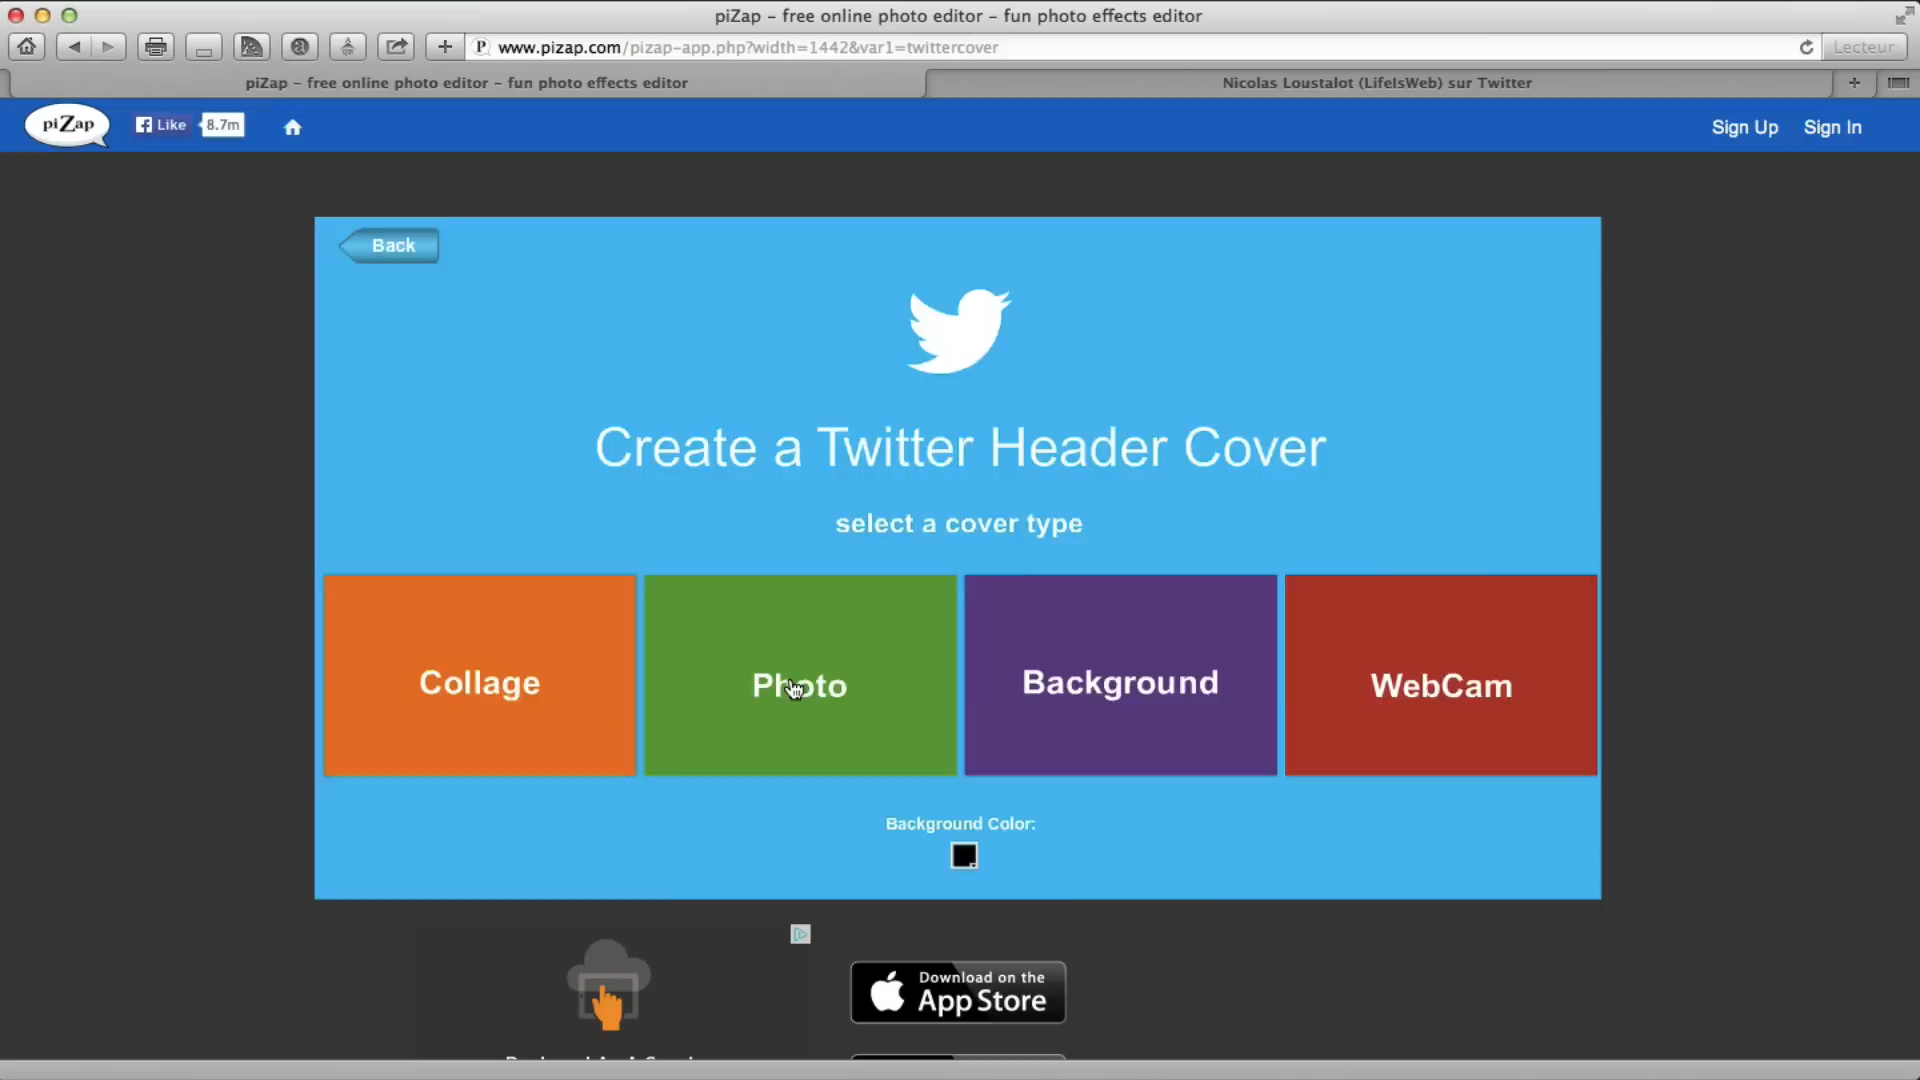 piZap – free online photo editor – fun photo effects editor
P www.pizap.com/pizap-app.php?width=1442&var1=twittercover
Lecteur
piZap – free online photo editor – fun photo effects editor
Nicolas Loustalot (LifeIsWeb) sur Twitter
piZap
Like
8.7m
Sign Up
Sign In
Back
Create a Twitter Header Cover
select a cover type
Collage
Photo
Background
WebCam
Background Color:
Download on the
App Store